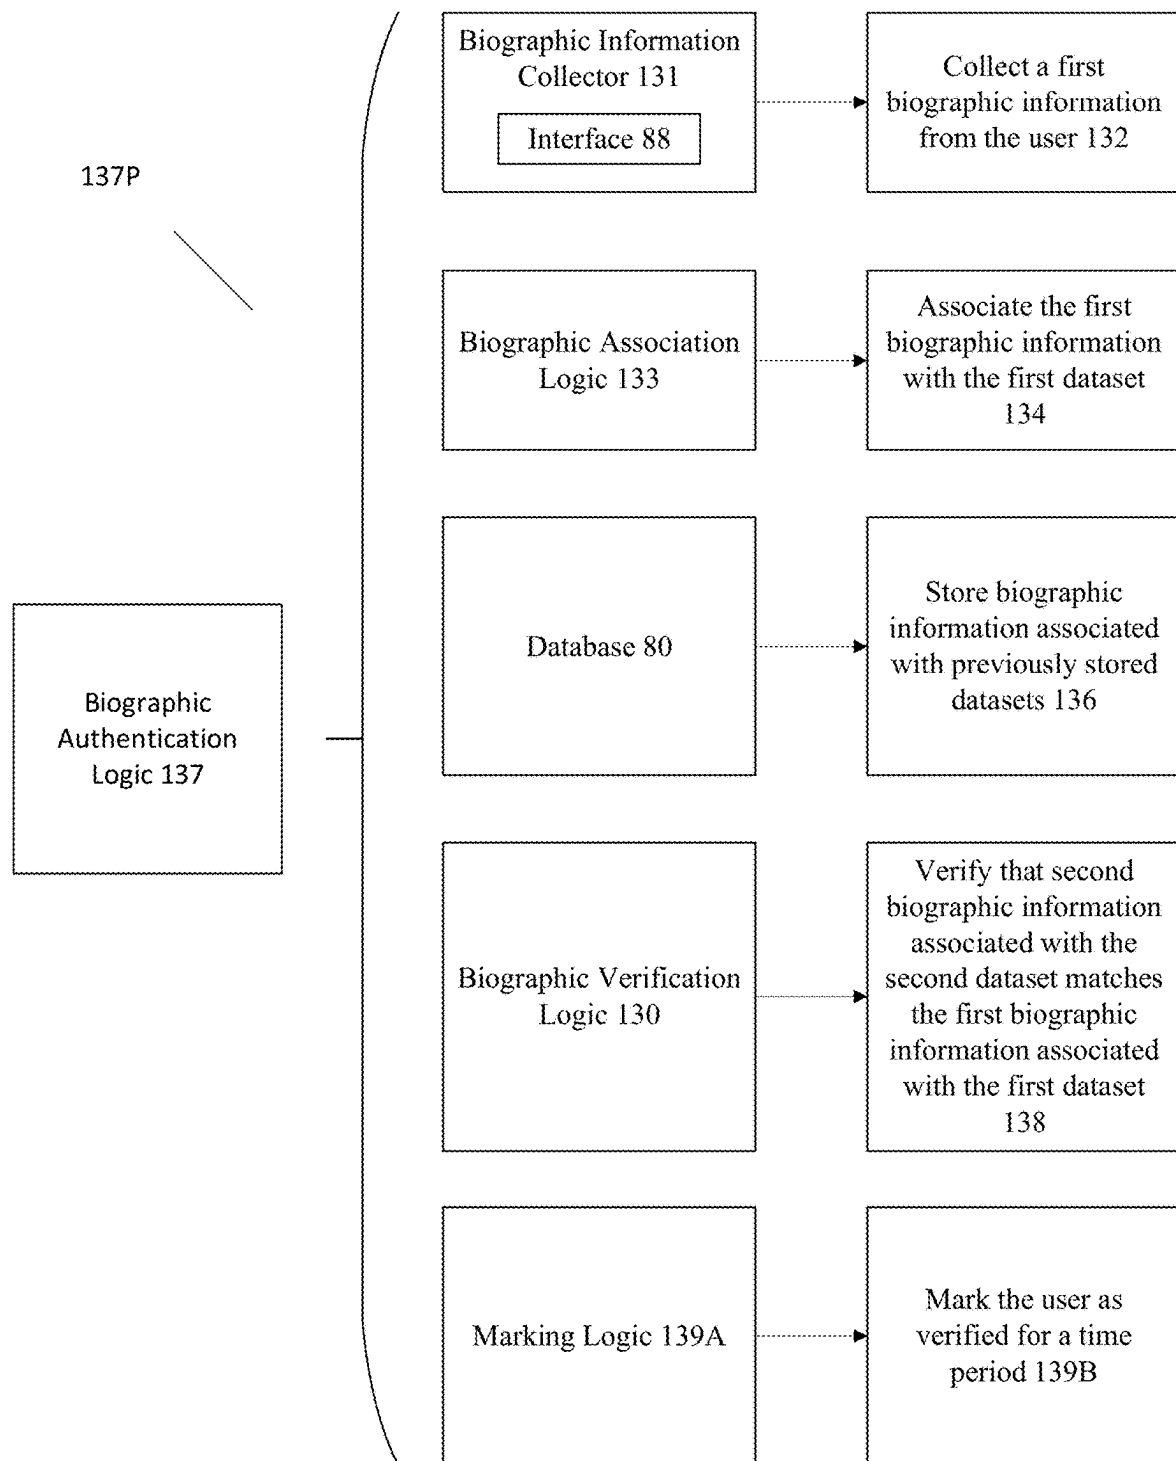 137P
Biographic
Authentication
Logic 137
Biographic Information
Collector 131
Interface 88
Collect a first
biographic information
from the user 132
Biographic Association
Logic 133
Associate the first
biographic information
with the first dataset
134
Database 80
Store biographic
information associated
with previously stored
datasets 136
Biographic Verification
Logic 130
Verify that second
biographic information
associated with the
second dataset matches
the first biographic
information associated
with the first dataset
138
Marking Logic 139A
Mark the user as
verified for a time
period 139B